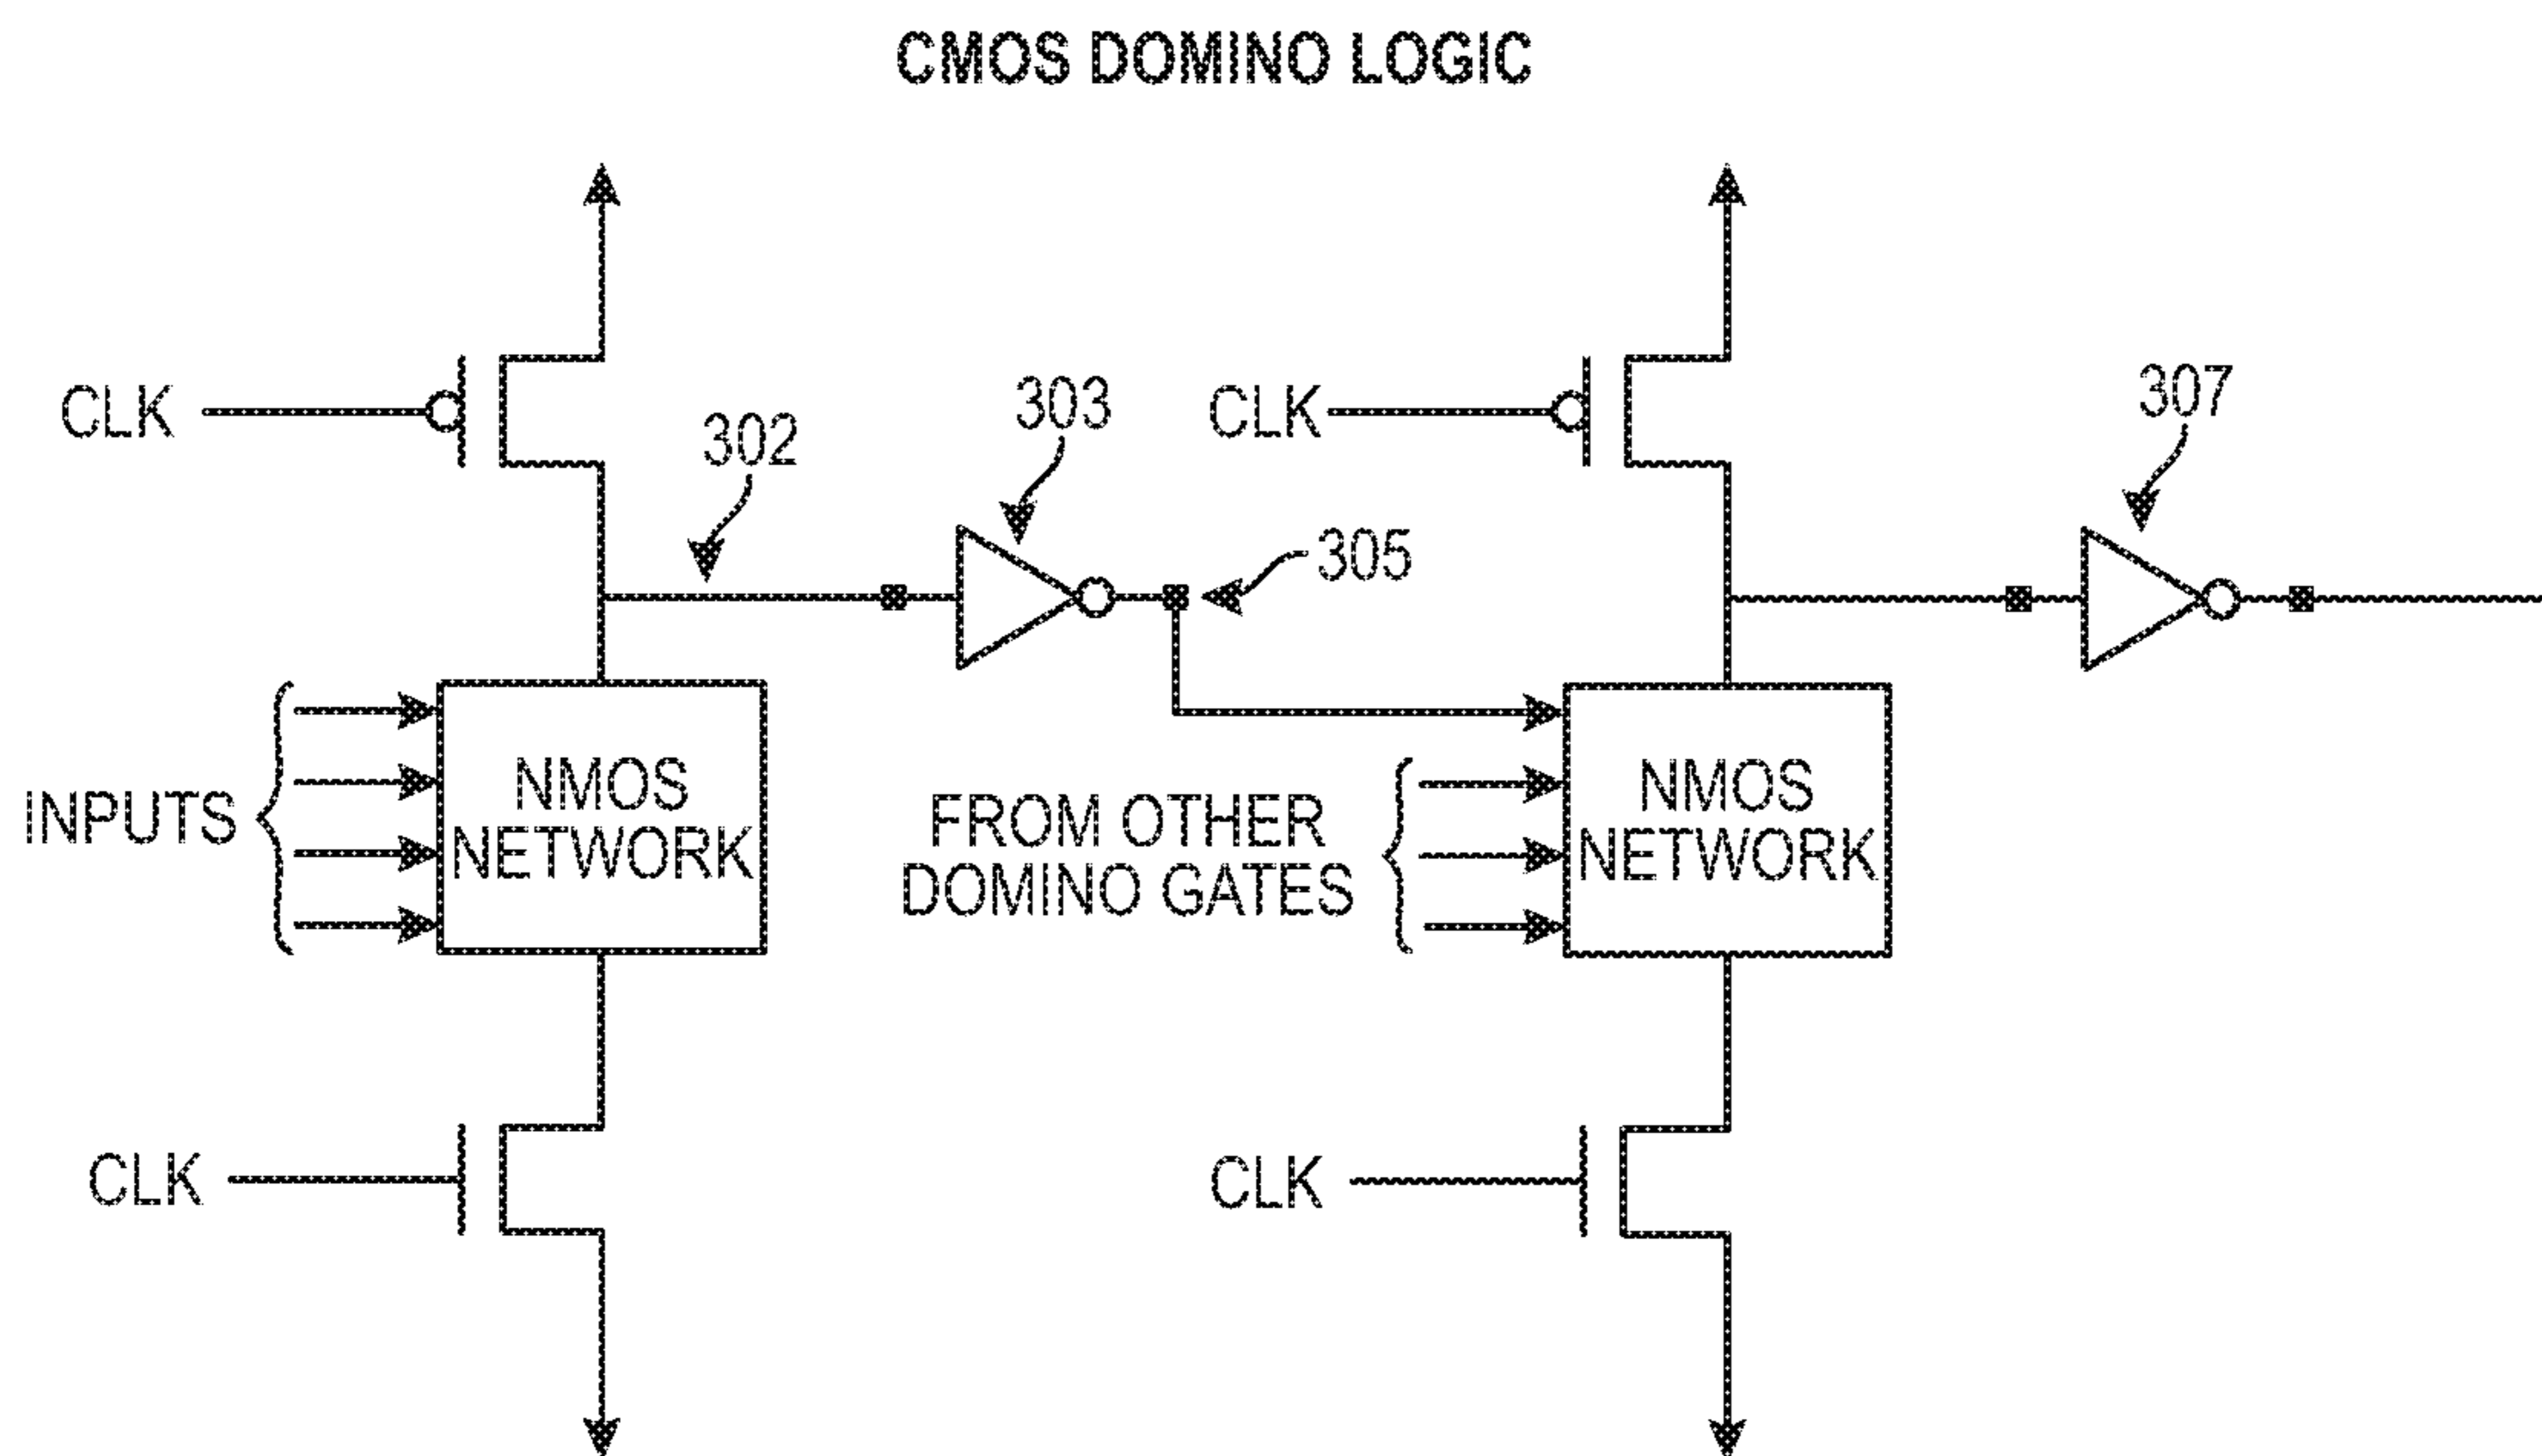 CMOS DOMINO LOGIC
CLK
302
303
CLK
307
305
INPUTS
NMOS
NETWORK
FROM OTHER
DOMINO GATES
NMOS
NETWORK
CLK
CLK